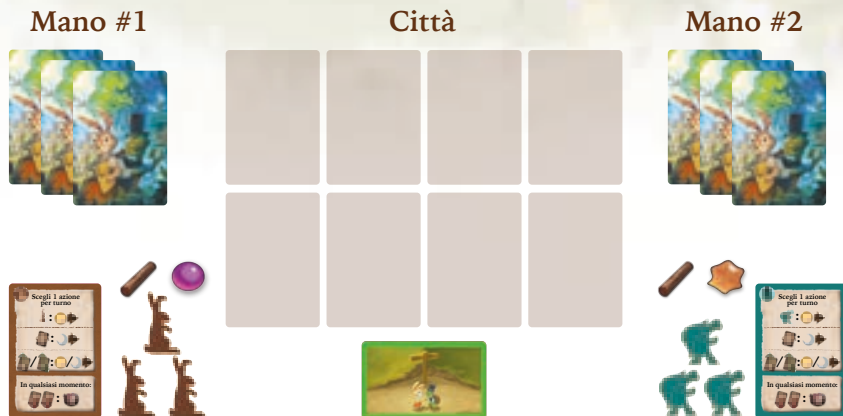 Mano #1
Città
Mano #2
Scegli 1 azione
per turno
In qualsiasi momento:
Scegli 1 azione
per turno
In qualsiasi momento: